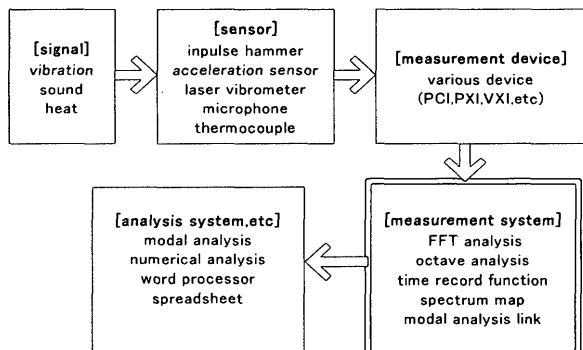 [signal]
vibration
sound
heat
[sensor]
inpulse hammer
acceleration sensor
laser vibrometer
microphone
thermocouple
[measurement device]
various device
(PCI,PXI,VXI,etc)
[measurement system]
FFT analysis
octave analysis
time record function
spectrum map
modal analysis link
[analysis system,etc]
modal analysis
numerical analysis
word processor
spreadsheet